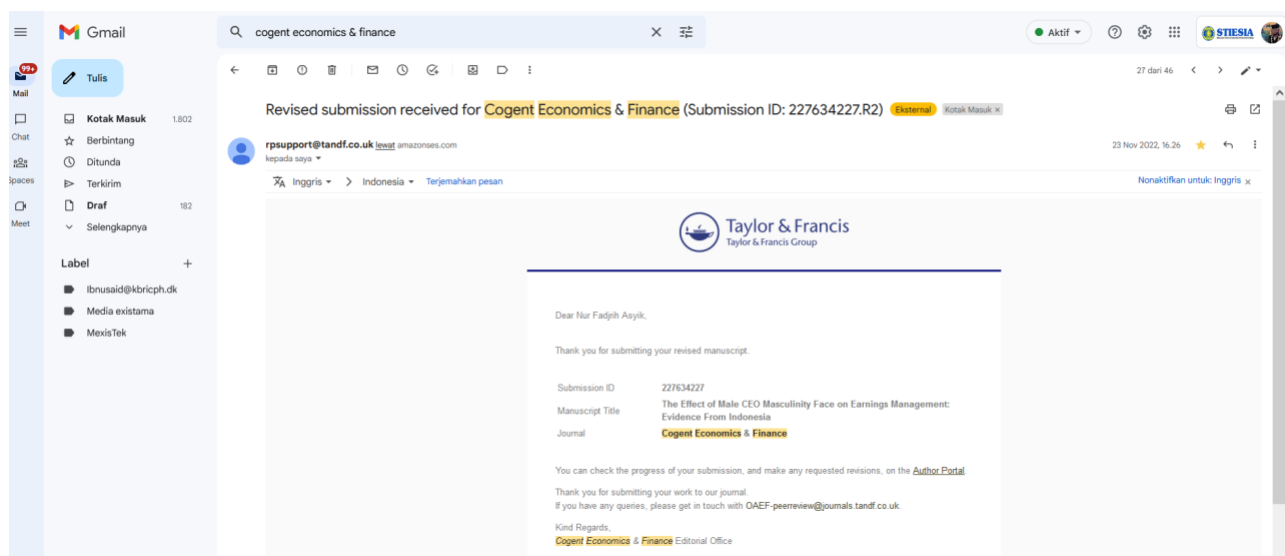 Gmail
cogent economics & finance
Aktif
STIESIA
99+
Mail
Chat
Spaces
Meet
Tulis
Kotak Masuk 1.802
Berbintang
Ditunda
Terkirim
Draf 182
Selengkapnya
Label
Ibnusaid@kbricph.dk
Media existama
MexisTek
27 dari 46
Revised submission received for Cogent Economics & Finance (Submission ID: 227634227.R2) Eksternal Kotak Masuk ×
rpsupport@tandf.co.uk lewat amazonses.com
23 Nov 2022, 16.26
kepada saya
Inggris > Indonesia Terjemahkan pesan
Nonaktifkan untuk: Inggris x
Taylor & Francis
Taylor & Francis Group
Dear Nur Fadjrih Asyik,
Thank you for submitting your revised manuscript.
Submission ID 227634227
Manuscript Title The Effect of Male CEO Masculinity Face on Earnings Management:
Evidence From Indonesia
Journal Cogent Economics & Finance
You can check the progress of your submission, and make any requested revisions, on the Author Portal.
Thank you for submitting your work to our journal.
If you have any queries, please get in touch with OAEF-peerreview@journals.tandf.co.uk.
Kind Regards,
Cogent Economics & Finance Editorial Office